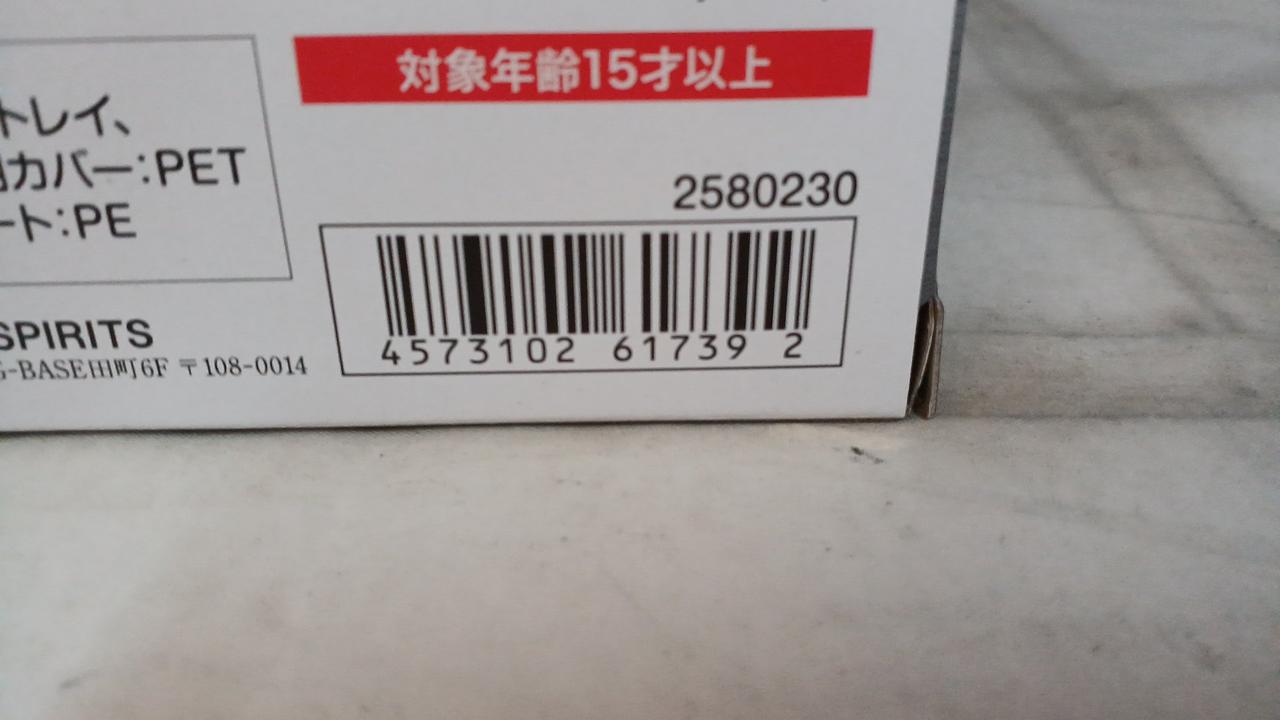 対象年齢15才以上
トレイ、
カバー:PET
ート:PE
2580230
4573102 61739 2
SPIRITS
G-BASE田町6F 〒108-0014